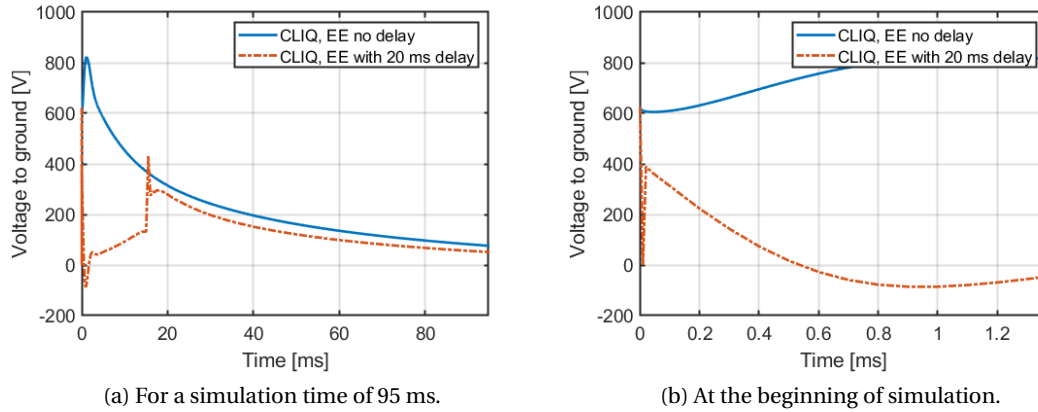 CLIQ, EE no delay
CLIQ, EE with 20 ms delay
Voltage to ground [V]
1000
800
600
400
200
0
-200
0
20
40
60
80
Time [ms]
(a) For a simulation time of 95 ms.
CLIQ, EE no delay
CLIQ, EE with 20 ms delay
Voltage to ground [V]
1000
800
600
400
200
0
-200
0
0.2
0.4
0.6
0.8
1
1.2
Time [ms]
(b) At the beginning of simulation.